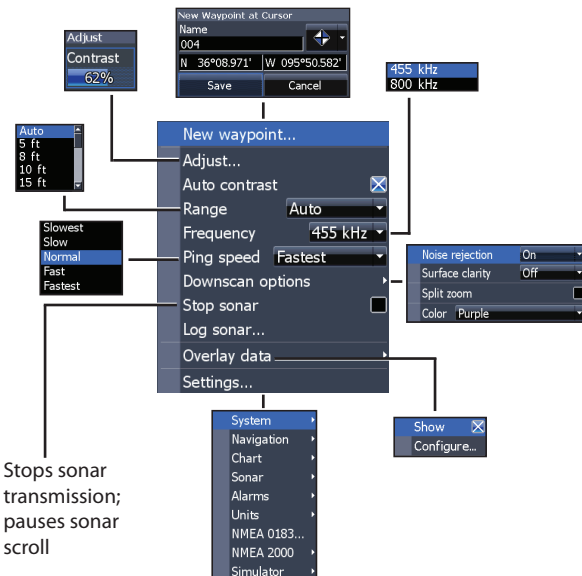 New Waypoint at Cursor
Name
004
N 36°08.971' W 095°50.582'
Save Cancel
Adjust
Contrast
62%
455 kHz
800 kHz
Auto
5 ft
8 ft
10 ft
15 ft
Slowest
Slow
Normal
Fast
Fastest
New waypoint...
Adjust...
Auto contrast
Range Auto
Frequency 455 kHz
Ping speed Fastest
Downscan options
Stop sonar
Log sonar...
Overlay data
Settings...
Noise rejection On
Surface clarity Off
Split zoom
Color Purple
Show
Configure...
System
Navigation
Chart
Sonar
Alarms
Units
NMEA 0183...
NMEA 2000
Simulator
Stops sonar
transmission;
pauses sonar
scroll